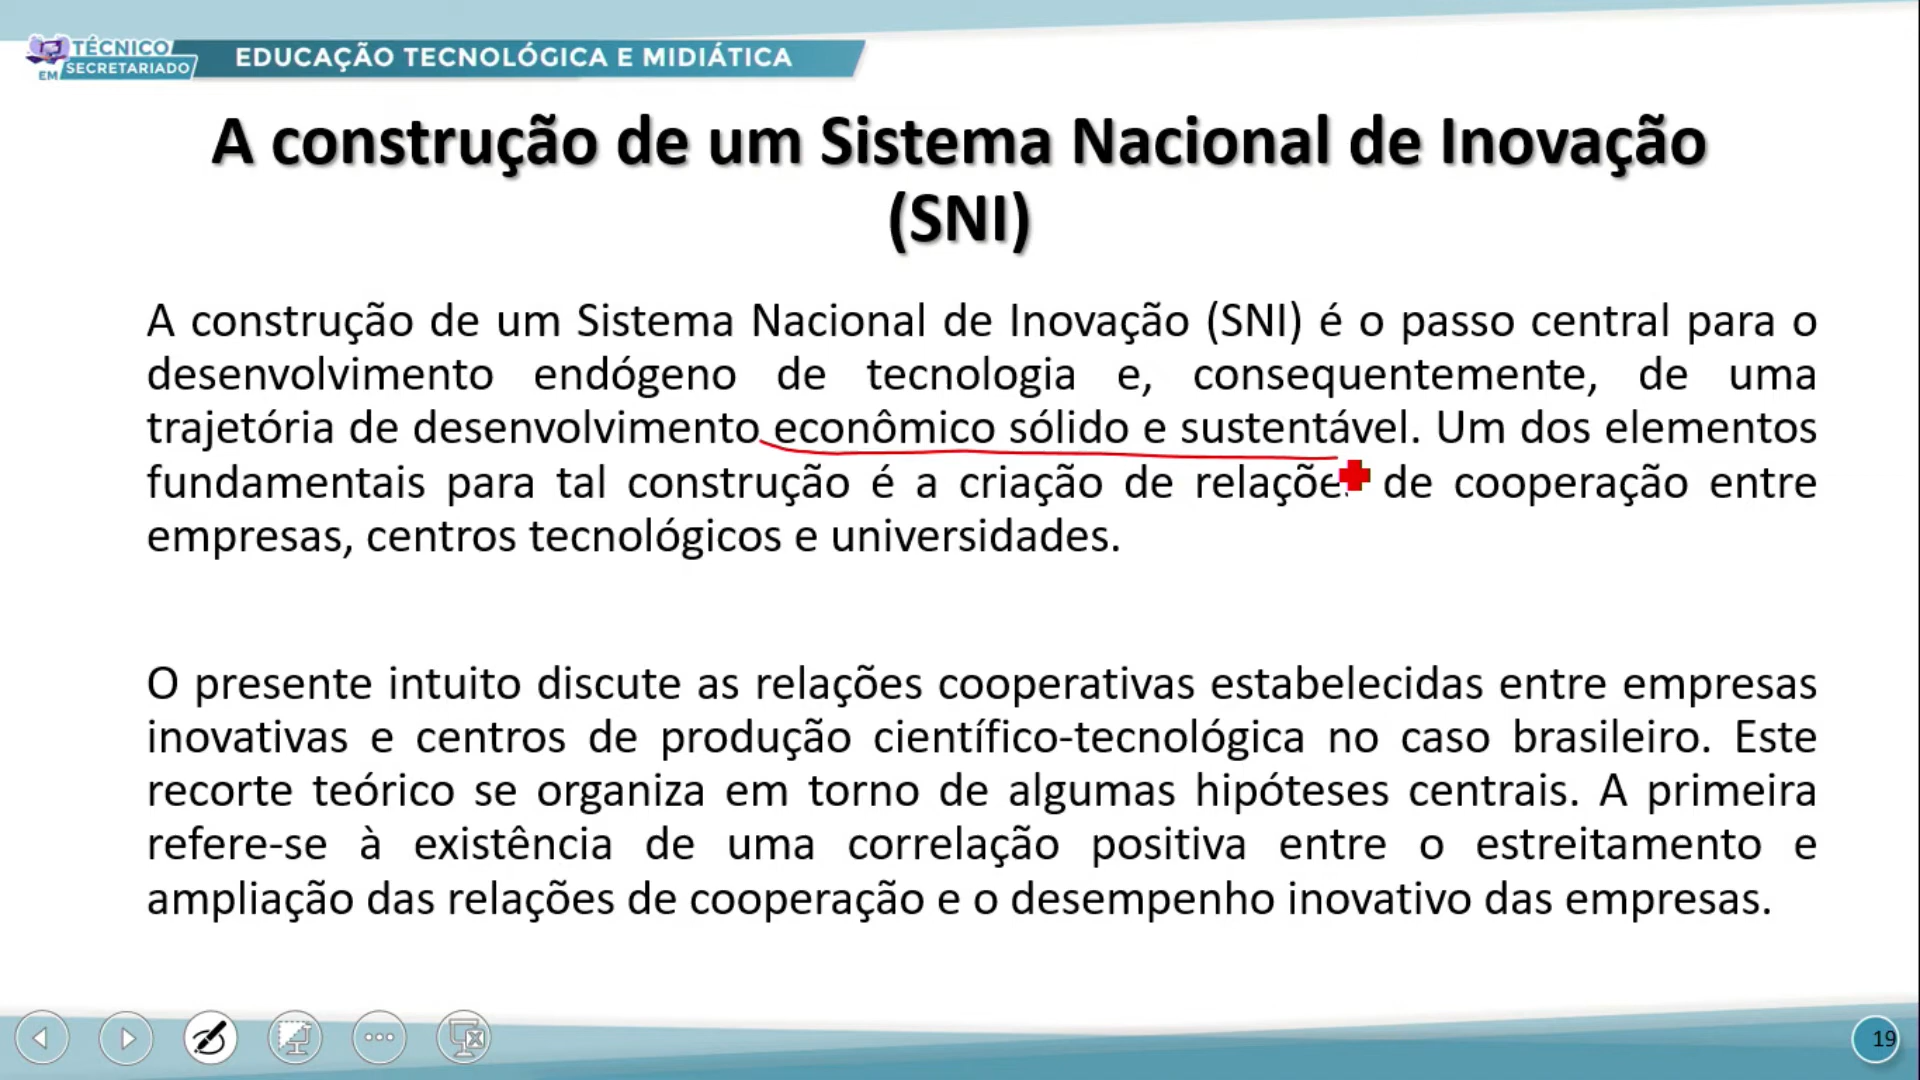 TÉCNICO
EM SECRETARIADO
EDUCAÇÃO TECNOLÓGICA E MIDIÁTICA
A construção de um Sistema Nacional de Inovação
(SNI)
A construção de um Sistema Nacional de Inovação (SNI) é o passo central para o
desenvolvimento endógeno de tecnologia e, consequentemente, de uma
trajetória de desenvolvimento econômico sólido e sustentável. Um dos elementos
fundamentais para tal construção é a criação de relações de cooperação entre
empresas, centros tecnológicos e universidades.
O presente intuito discute as relações cooperativas estabelecidas entre empresas
inovativas e centros de produção científico-tecnológica no caso brasileiro. Este
recorte teórico se organiza em torno de algumas hipóteses centrais. A primeira
refere-se à existência de uma correlação positiva entre o estreitamento e
ampliação das relações de cooperação e o desempenho inovativo das empresas.
19